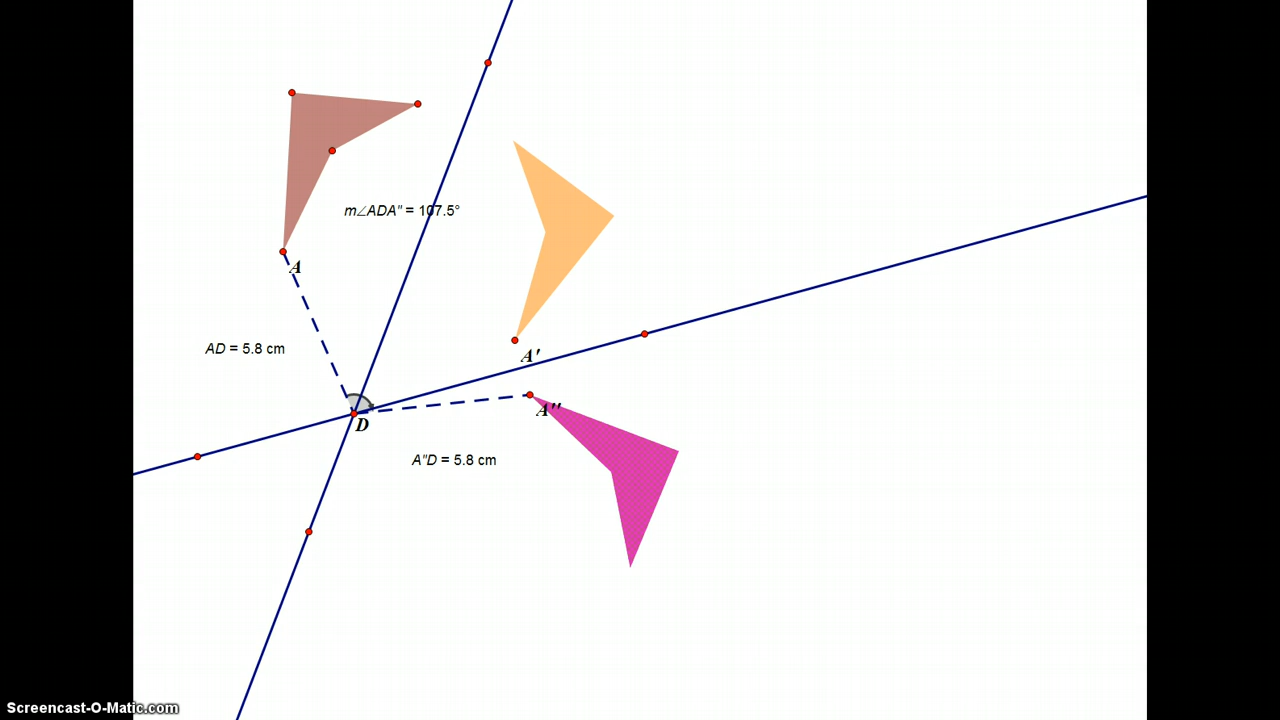 m∠ADA" = 107.5°
A
AD = 5.8 cm
A'
A''
D
A"D = 5.8 cm
Screencast-O-Matic.com